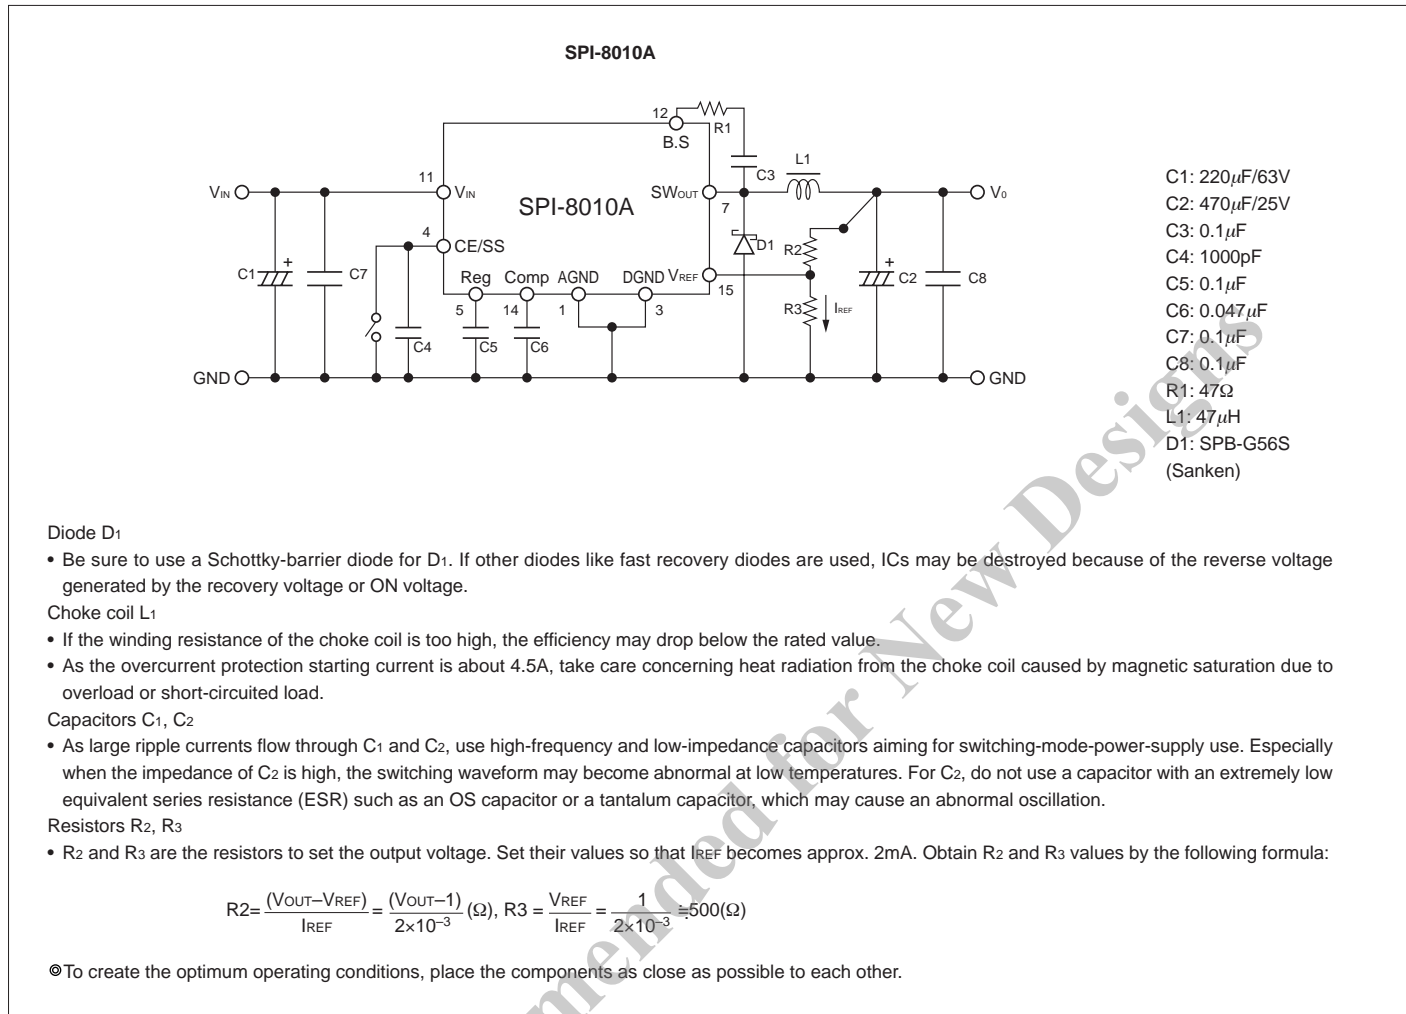 SPI-8010A
12
R1
B.S
L1
C3
11
VIN
VIN
SWOUT
7
V0
SPI-8010A
4
CE/SS
D1
R2
C1
+
C7
Reg
Comp
AGND
DGND
VREF
15
+
C2
C8
5
14
1
3
R3
IREF
C4
C5
C6
GND
GND
C1: 220μF/63V
C2: 470μF/25V
C3: 0.1μF
C4: 1000pF
C5: 0.1μF
C6: 0.047μF
C7: 0.1μF
C8: 0.1μF
R1: 47Ω
L1: 47μH
D1: SPB-G56S
(Sanken)
Diode D1
• Be sure to use a Schottky-barrier diode for D1. If other diodes like fast recovery diodes are used, ICs may be destroyed because of the reverse voltage
generated by the recovery voltage or ON voltage.
Choke coil L1
• If the winding resistance of the choke coil is too high, the efficiency may drop below the rated value.
• As the overcurrent protection starting current is about 4.5A, take care concerning heat radiation from the choke coil caused by magnetic saturation due to
overload or short-circuited load.
Capacitors C1, C2
• As large ripple currents flow through C1 and C2, use high-frequency and low-impedance capacitors aiming for switching-mode-power-supply use. Especially
when the impedance of C2 is high, the switching waveform may become abnormal at low temperatures. For C2, do not use a capacitor with an extremely low
equivalent series resistance (ESR) such as an OS capacitor or a tantalum capacitor, which may cause an abnormal oscillation.
Resistors R2, R3
• R2 and R3 are the resistors to set the output voltage. Set their values so that IREF becomes approx. 2mA. Obtain R2 and R3 values by the following formula:
R2= (VOUT–VREF)/IREF = (VOUT–1)/2×10–3 (Ω), R3 = VREF/IREF = 1/2×10–3 ≒500(Ω)
◎To create the optimum operating conditions, place the components as close as possible to each other.
mended for New Designs